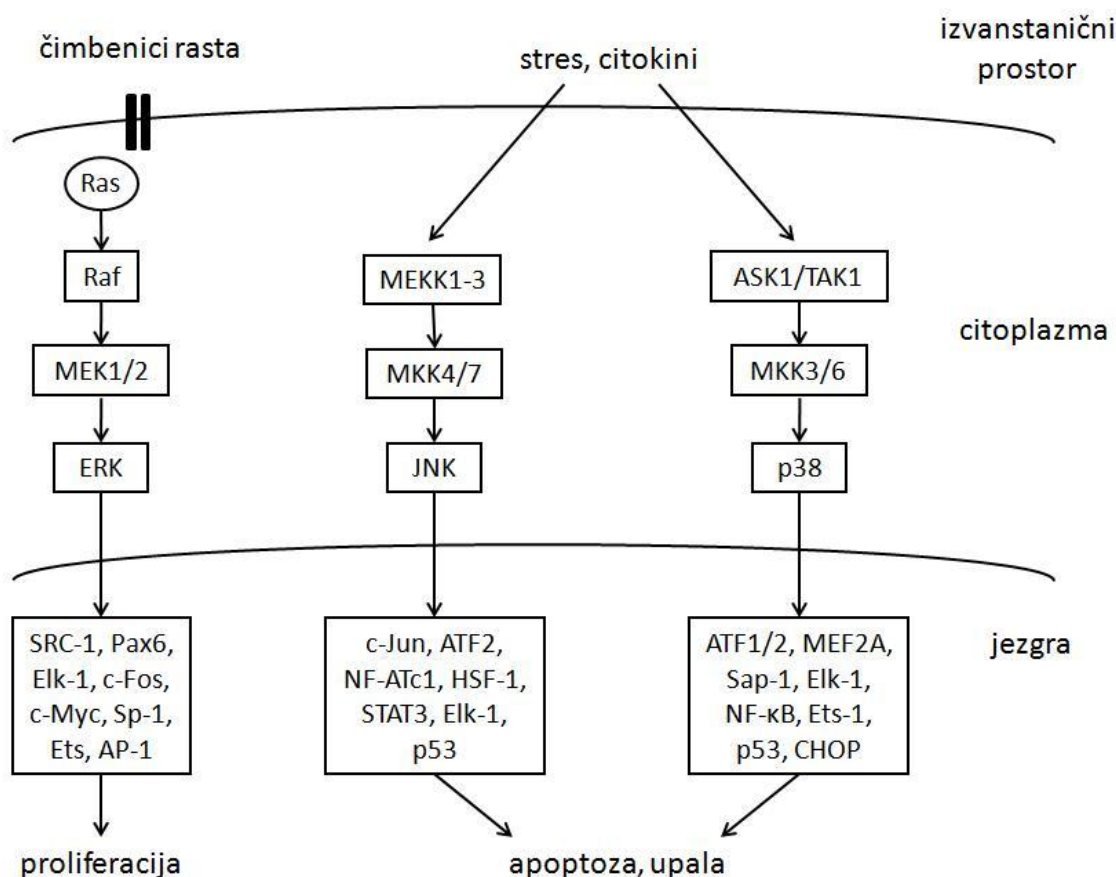 čimbenici rasta
stres, citokini
izvanstanični
prostor
Ras
Raf
MEKK1-3
ASK1/TAK1
citoplazma
MEK1/2
MKK4/7
MKK3/6
ERK
JNK
p38
jezgra
SRC-1, Pax6,
Elk-1, c-Fos,
c-Myc, Sp-1,
Ets, AP-1
c-Jun, ATF2,
NF-ATc1, HSF-1,
STAT3, Elk-1,
p53
ATF1/2, MEF2A,
Sap-1, Elk-1,
NF-κB, Ets-1,
p53, CHOP
proliferacija
apoptoza, upala